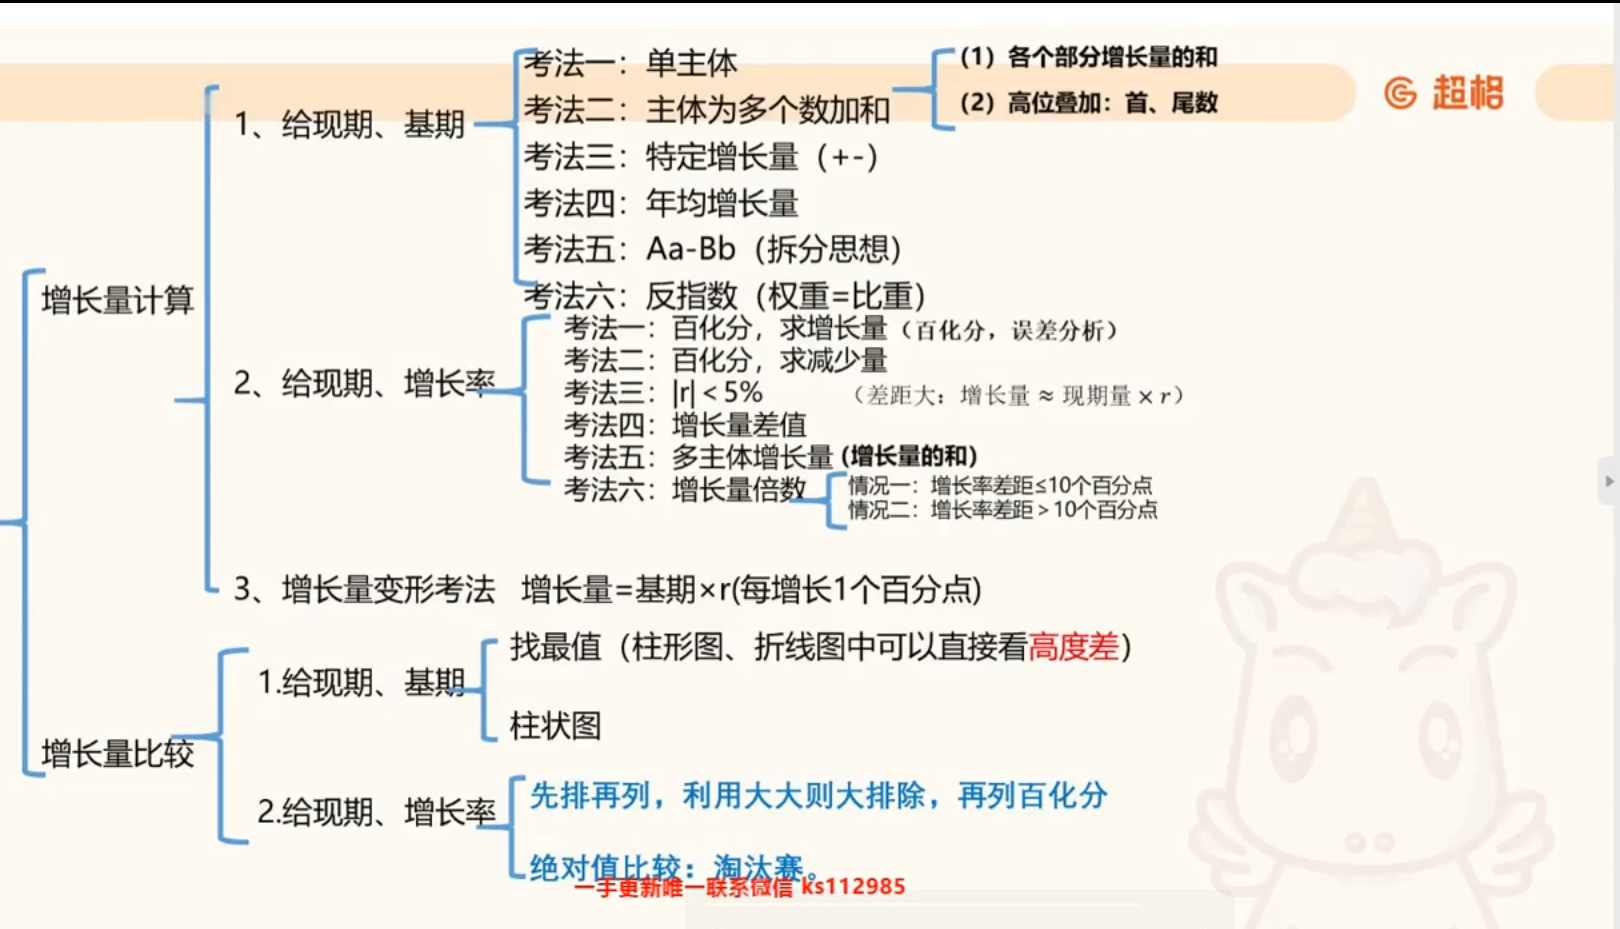 考法一：单主体
考法二：主体为多个数加和
(1) 各个部分增长量的和
(2) 高位叠加：首、尾数
超格
1、给现期、基期
考法三：特定增长量（+-）
考法四：年均增长量
考法五：Aa-Bb（拆分思想）
考法六：反指数（权重=比重）
增长量计算
2、给现期、增长率
考法一：百化分，求增长量（百化分，误差分析）
考法二：百化分，求减少量
考法三：|r|＜5% （差距大：增长量 ≈ 现期量 × r）
考法四：增长量差值
考法五：多主体增长量 (增长量的和)
考法六：增长量倍数
情况一：增长率差距≤10个百分点
情况二：增长率差距＞10个百分点
3、增长量变形考法 增长量=基期×r(每增长1个百分点)
增长量比较
1.给现期、基期
找最值（柱形图、折线图中可以直接看高度差）
柱状图
2.给现期、增长率
先排再列，利用大大则大排除，再列百化分
绝对值比较：淘汰赛。
一手更新唯一联系微信 ks112985